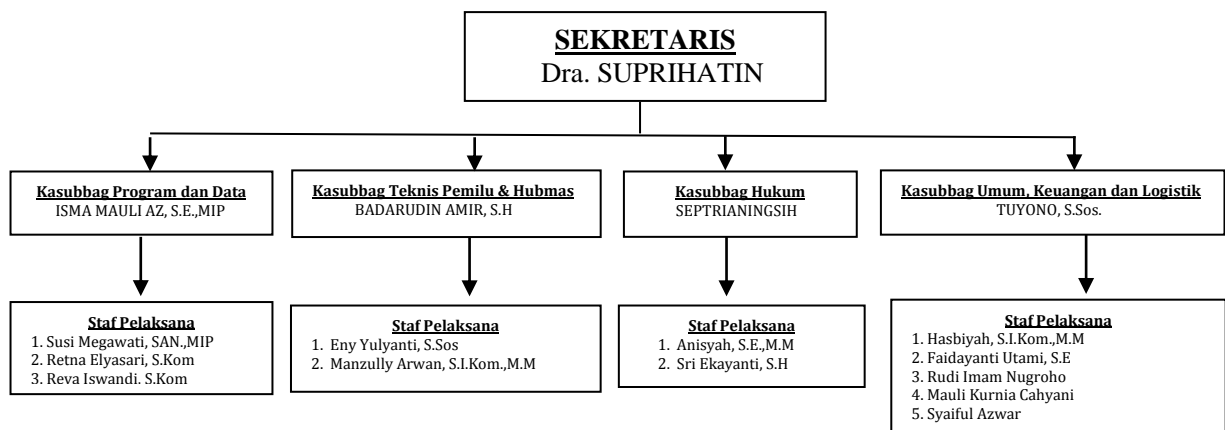 SEKRETARIS
Dra. SUPRIHATIN
Kasubbag Program dan Data
ISMA MAULI AZ, S.E.,MIP
Kasubbag Teknis Pemilu & Hubmas
BADARUDIN AMIR, S.H
Kasubbag Hukum
SEPTRIANINGSIH
Kasubbag Umum, Keuangan dan Logistik
TUYONO, S.Sos.
Staf Pelaksana
1. Susi Megawati, SAN.,MIP
2. Retna Elyasari, S.Kom
3. Reva Iswandi. S.Kom
Staf Pelaksana
1. Eny Yulyanti, S.Sos
2. Manzully Arwan, S.I.Kom.,M.M
Staf Pelaksana
1. Anisyah, S.E.,M.M
2. Sri Ekayanti, S.H
Staf Pelaksana
1. Hasbiyah, S.I.Kom.,M.M
2. Faidayanti Utami, S.E
3. Rudi Imam Nugroho
4. Mauli Kurnia Cahyani
5. Syaiful Azwar